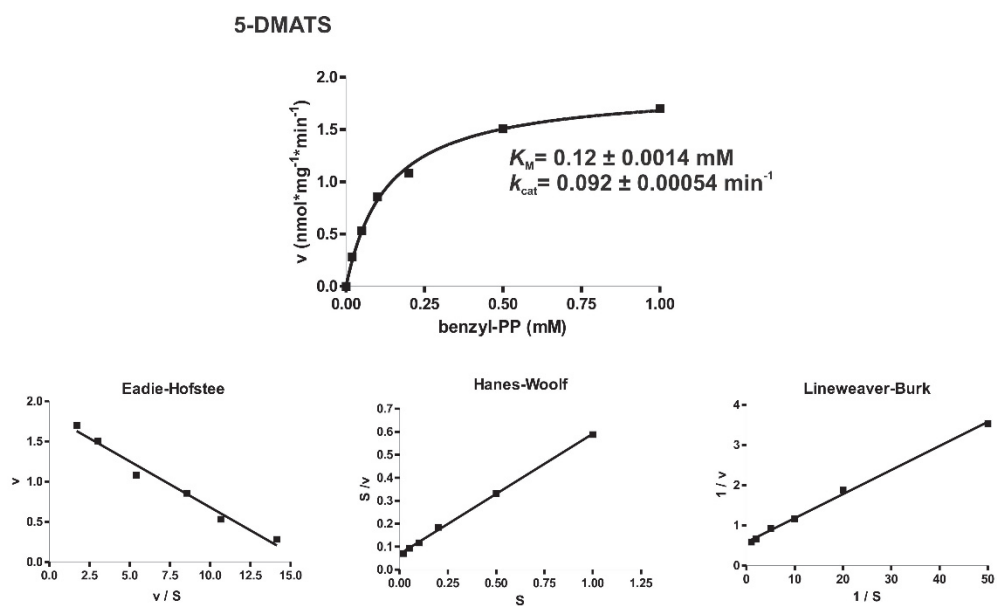 5-DMATS
v (nmol*mg⁻¹*min⁻¹)
2.0
1.5
1.0
0.5
0.0
K_M= 0.12 ± 0.0014 mM
k_cat= 0.092 ± 0.00054 min⁻¹
0.00 0.25 0.50 0.75 1.00
benzyl-PP (mM)
Eadie-Hofstee
v
2.0
1.5
1.0
0.5
0.0
0.0 2.5 5.0 7.5 10.0 12.5 15.0
v / S
Hanes-Woolf
S /v
0.7
0.6
0.5
0.4
0.3
0.2
0.1
0.0
0.00 0.25 0.50 0.75 1.00 1.25
S
Lineweaver-Burk
1 / v
4
3
2
1
0
0 10 20 30 40 50
1 / S